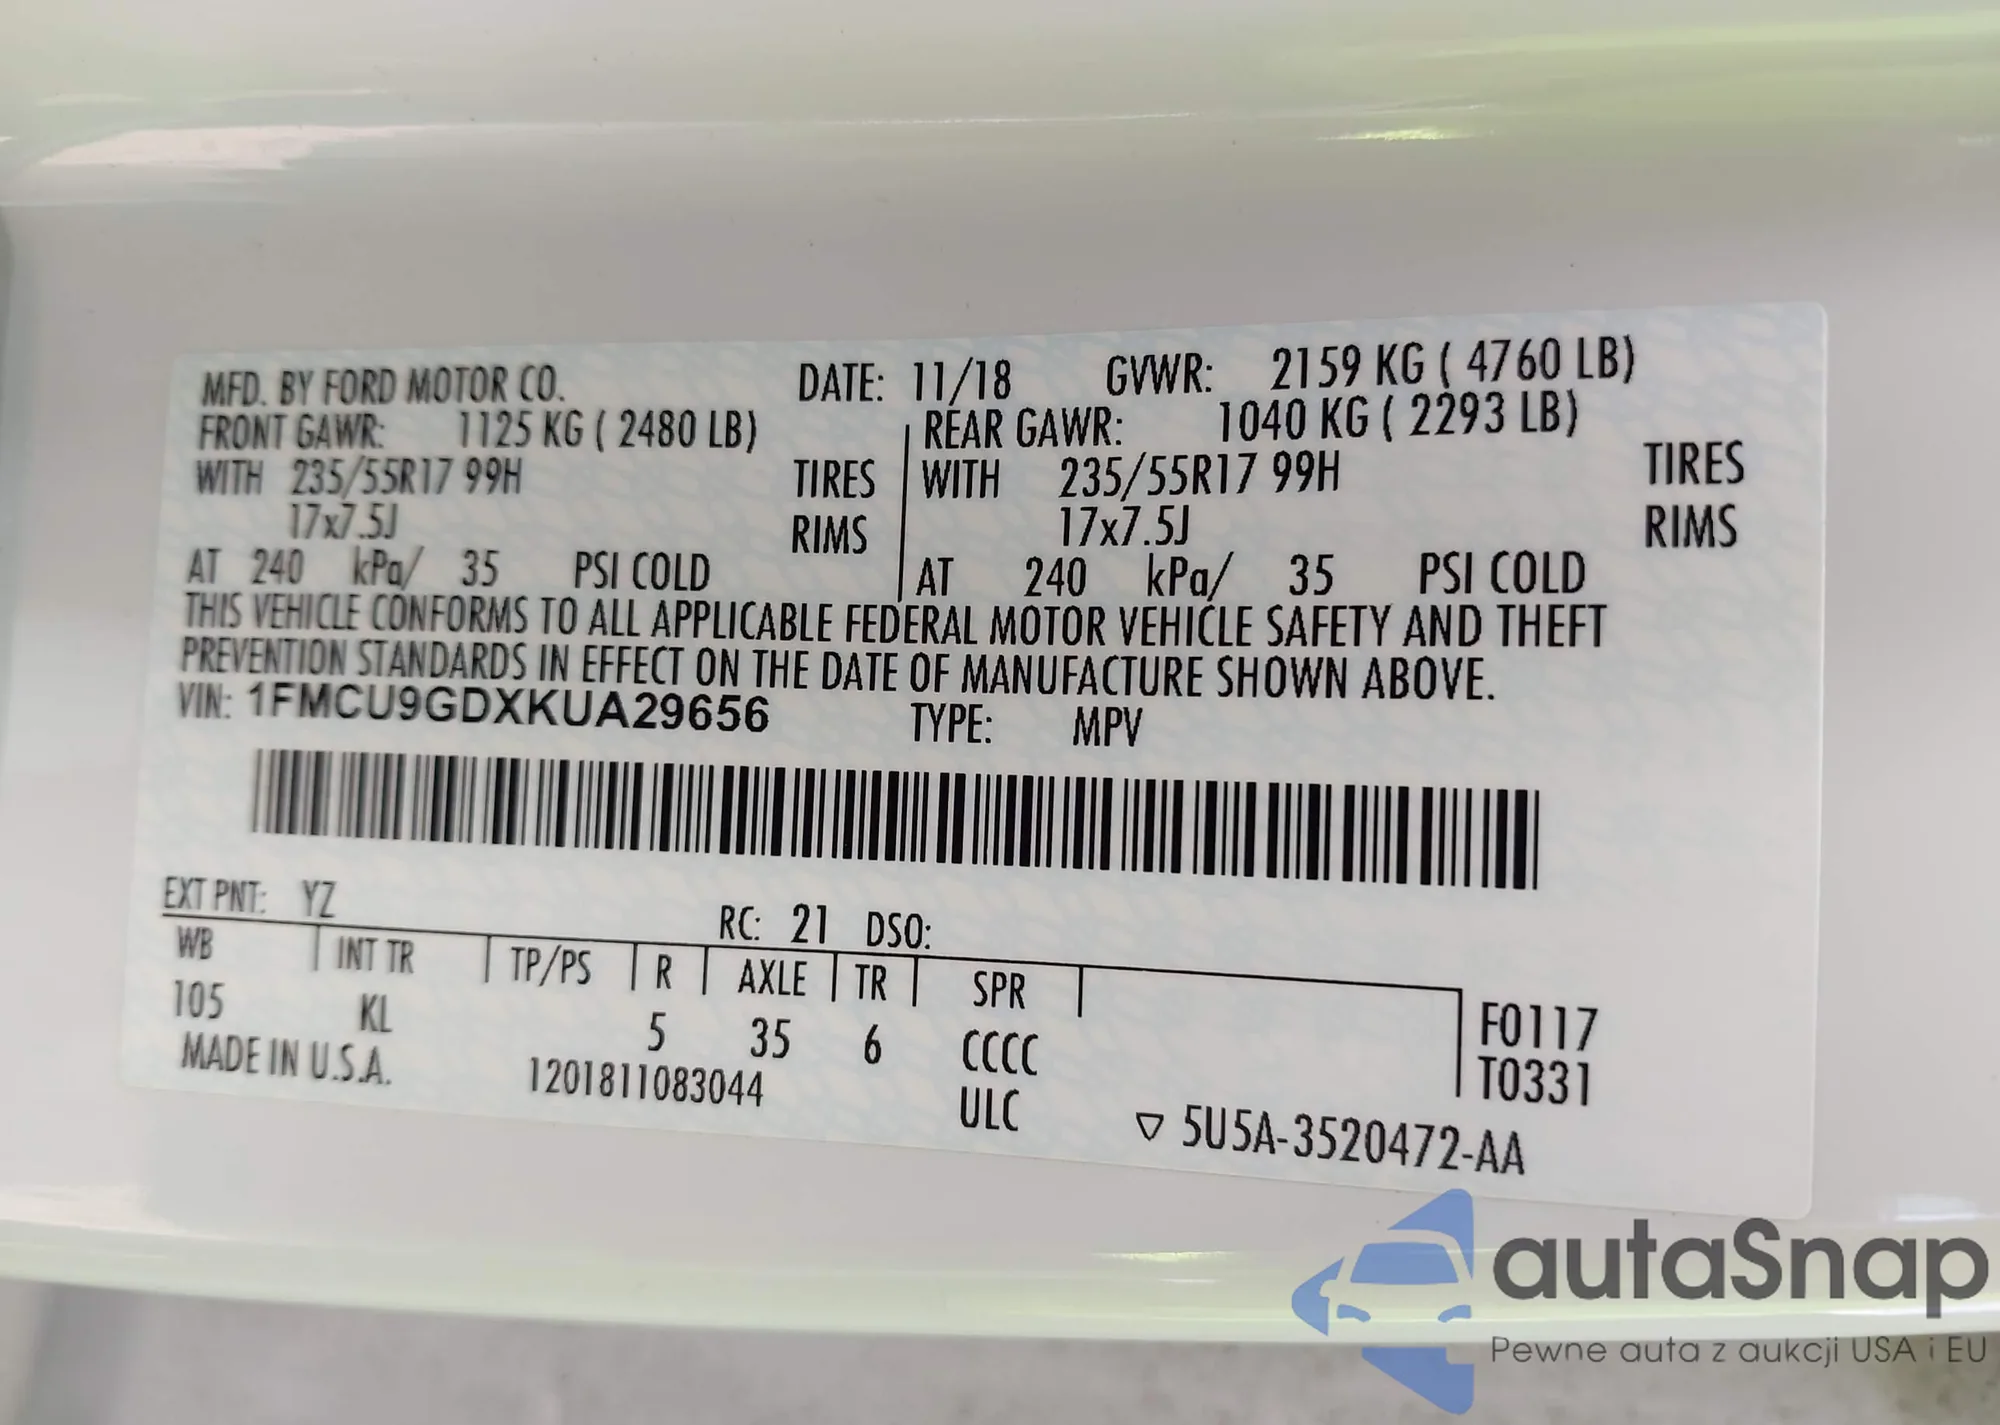 MFD. BY FORD MOTOR CO. DATE: 11/18 GVWR: 2159 KG ( 4760 LB)
FRONT GAWR: 1125 KG ( 2480 LB) REAR GAWR: 1040 KG ( 2293 LB)
WITH 235/55R17 99H TIRES WITH 235/55R17 99H TIRES
17x7.5J RIMS 17x7.5J RIMS
AT 240 kPa/ 35 PSI COLD AT 240 kPa/ 35 PSI COLD
THIS VEHICLE CONFORMS TO ALL APPLICABLE FEDERAL MOTOR VEHICLE SAFETY AND THEFT
PREVENTION STANDARDS IN EFFECT ON THE DATE OF MANUFACTURE SHOWN ABOVE.
VIN: 1FMCU9GDXKUA29656 TYPE: MPV
EXT PNT: YZ RC: 21 DSO:
WB INT TR TP/PS R AXLE TR SPR
105 KL 5 35 6 CCCC F0117
MADE IN U.S.A. 1201811083044 ULC T0331
▽ 5U5A-3520472-AA
autaSnap
Pewne auta z aukcji USA i EU